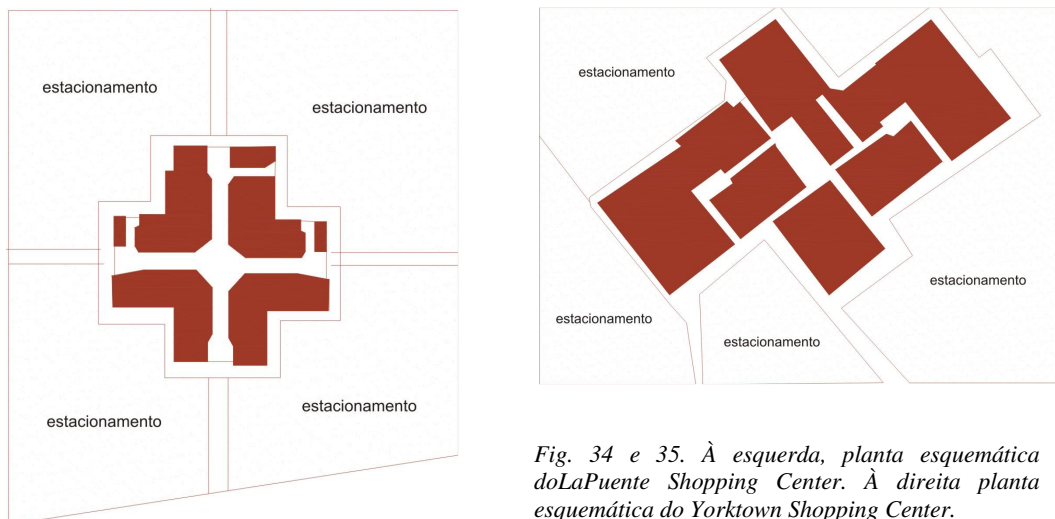 estacionamento
estacionamento
estacionamento
estacionamento
estacionamento
estacionamento
estacionamento
estacionamento
Fig. 34 e 35. À esquerda, planta esquemática
doLaPuente Shopping Center. À direita planta
esquemática do Yorktown Shopping Center.